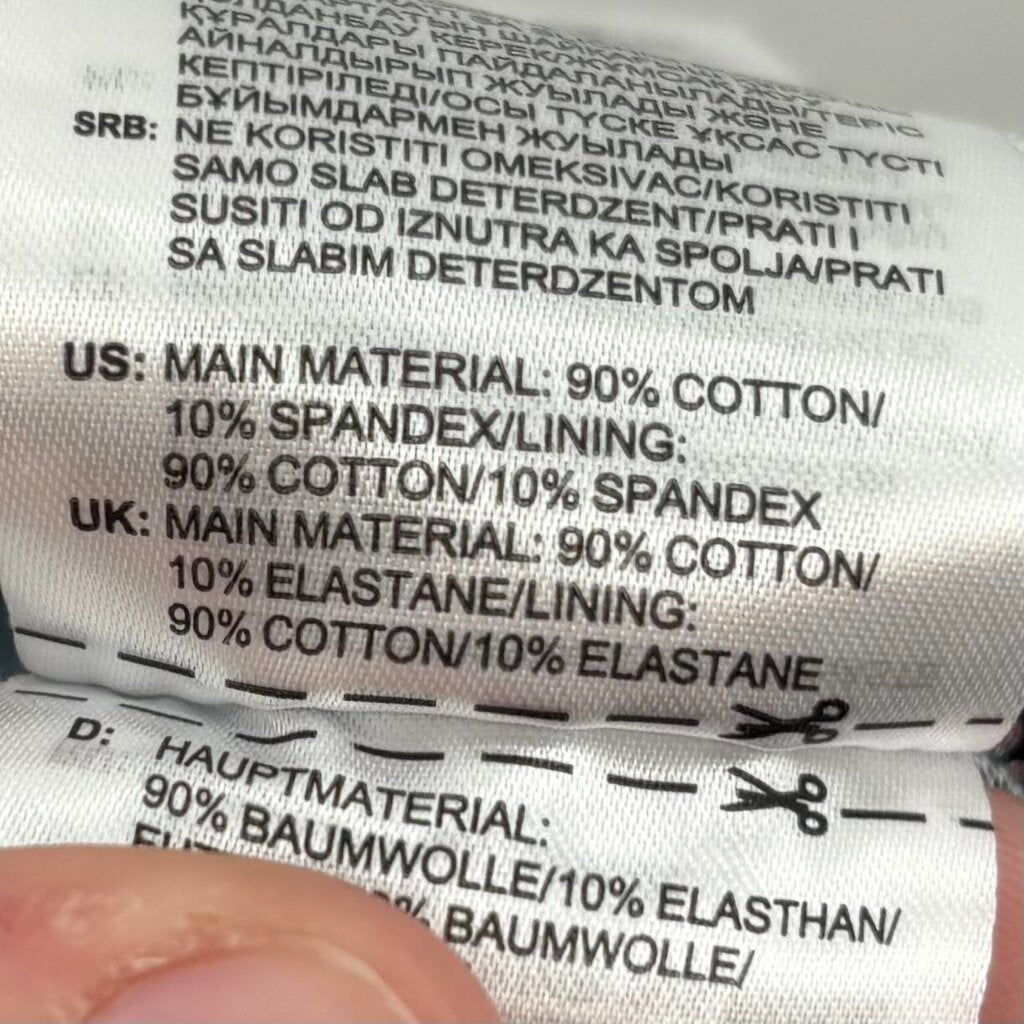 ҚҰРАЛДАРЫ ПАЙДАЛАНЫЛАДЫ/ТЕРІС
АЙНАЛДЫРЫП ЖУЫЛАДЫ ЖӘНЕ
КЕПТІРІЛЕДІ/ОСЫ ТҮСКЕ ҰҚСАС ТҮСТІ
БҰЙЫМДАРМЕН ЖУЫЛАДЫ
SRB: NE KORISTITI OMEKSIVAC/KORISTITI
SAMO SLAB DETERDZENT/PRATI I
SUSITI OD IZNUTRA KA SPOLJA/PRATI
SA SLABIM DETERDZENTOM
US: MAIN MATERIAL: 90% COTTON/
10% SPANDEX/LINING:
90% COTTON/10% SPANDEX
UK: MAIN MATERIAL: 90% COTTON/
10% ELASTANE/LINING:
90% COTTON/10% ELASTANE
D: HAUPTMATERIAL:
90% BAUMWOLLE/10% ELASTHAN/
% BAUMWOLLE/